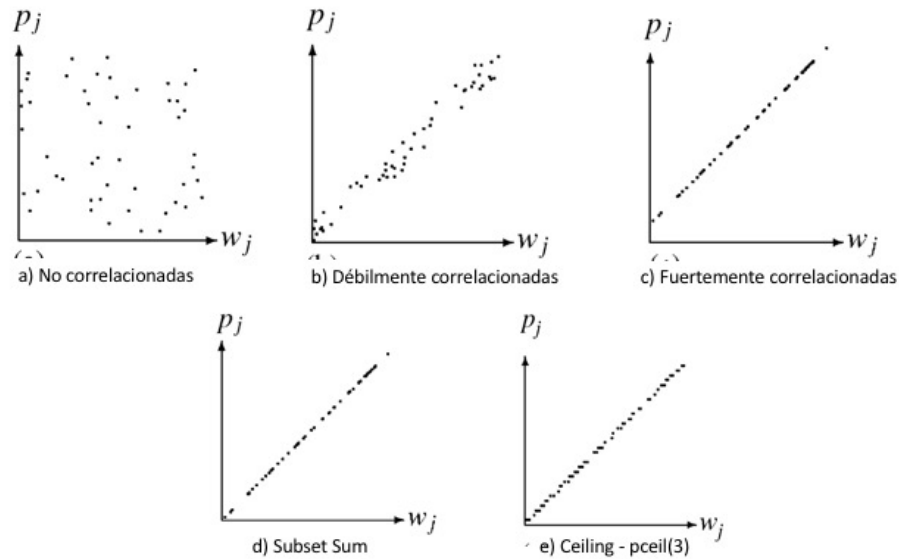 p_j
p_j
p_j
w_j
w_j
w_j
a) No correlacionadas
b) Débilmente correlacionadas
c) Fuertemente correlacionadas
p_j
p_j
w_j
w_j
d) Subset Sum
e) Ceiling - pceil(3)